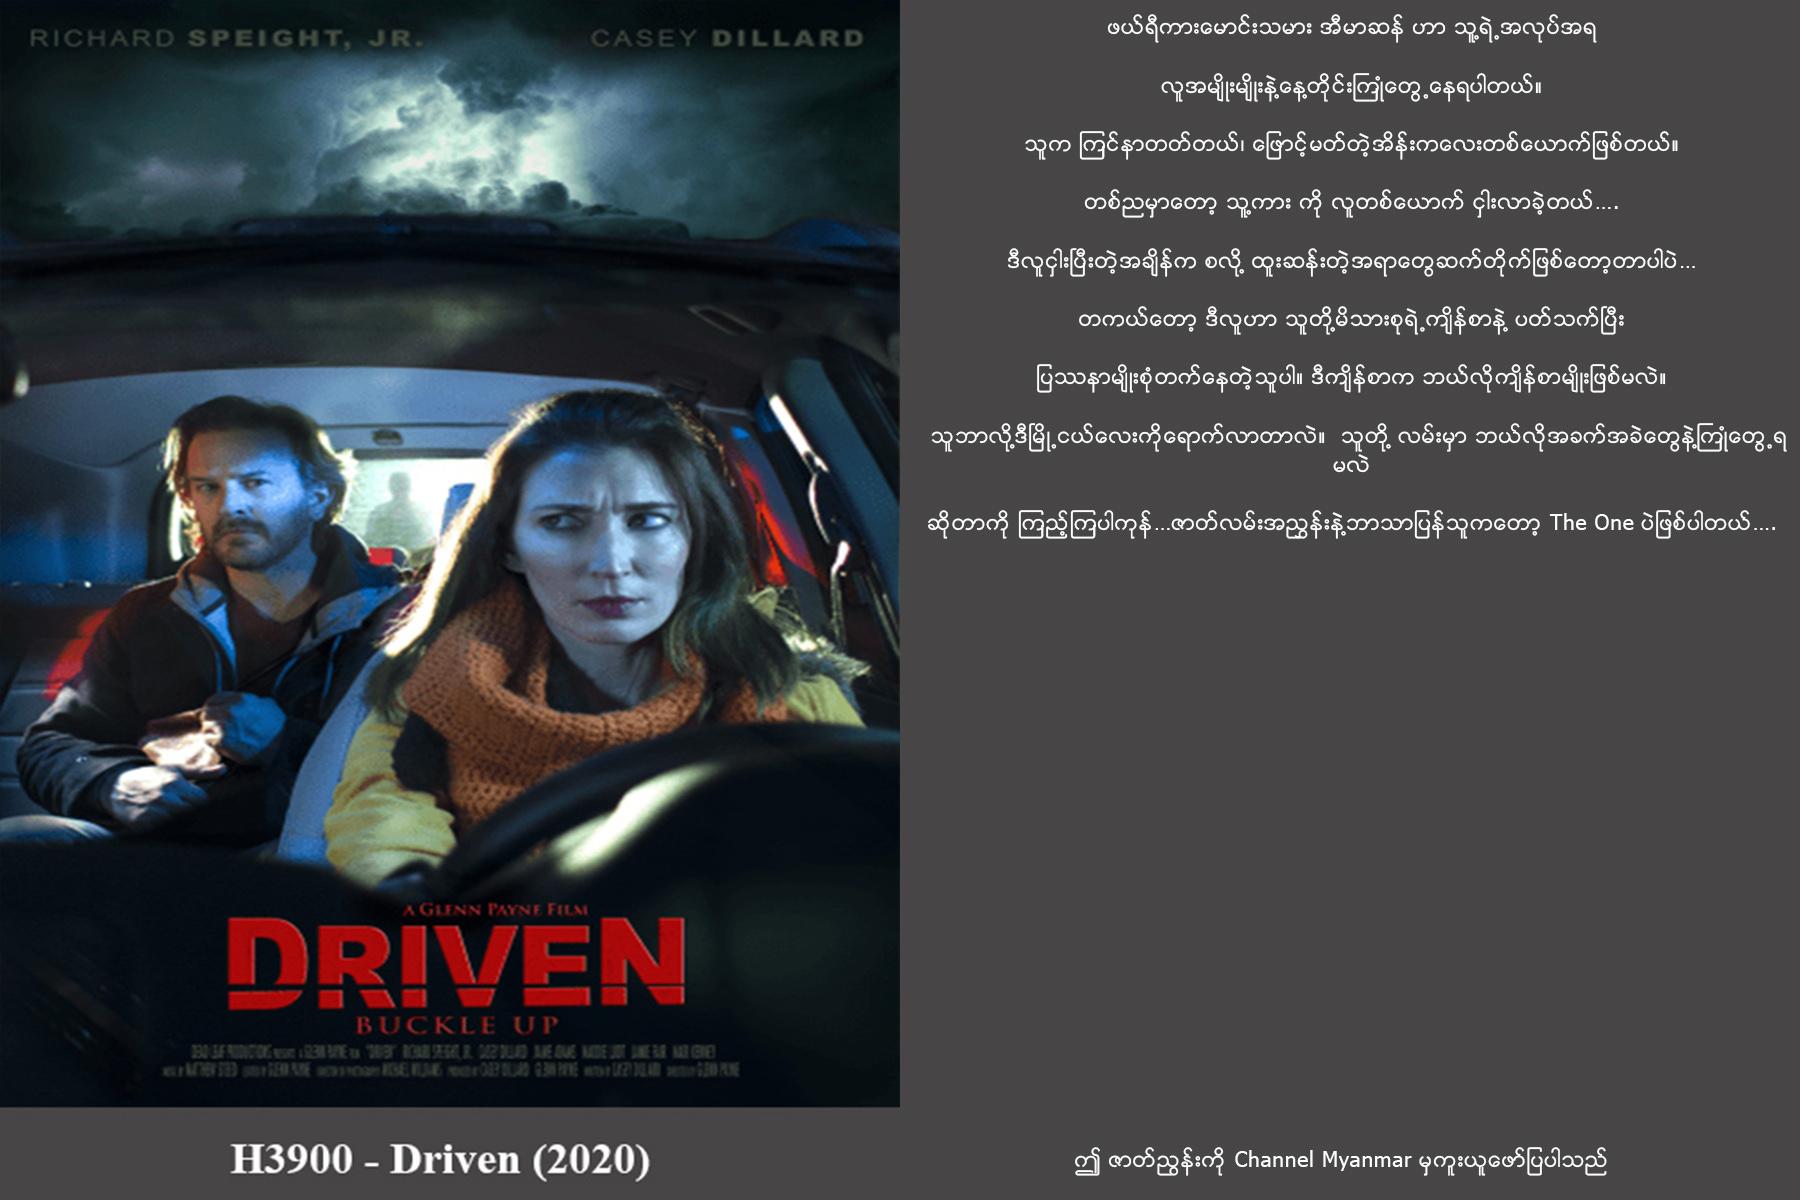 RICHARD SPEIGHT, JR.
CASEY DILLARD
A GLENN PAYNE FILM
DRIVEN
BUCKLE UP
H3900 - Driven (2020)
ဖယ်ရီကားမောင်းသမား အီမာဆန် ဟာ သူ့ရဲ့အလုပ်အရ
လူအမျိုးမျိုးနဲ့နေ့တိုင်းကြုံတွေ့နေရပါတယ်။
သူက ကြင်နာတတ်တယ်၊ ဖြောင့်မတ်တဲ့အိန်းကလေးတစ်ယောက်ဖြစ်တယ်။
တစ်ညမှာတော့ သူ့ကား ကို လူတစ်ယောက် ငှါးလာခဲ့တယ်....
ဒီလူငှါးပြီးတဲ့အချိန်က စလို့ ထူးဆန်းတဲ့အရာတွေဆက်တိုက်ဖြစ်တော့တာပါပဲ...
တကယ်တော့ ဒီလူဟာ သူတို့မိသားစုရဲ့ကျိန်စာနဲ့ ပတ်သက်ပြီး
ပြဿနာမျိုးစုံတက်နေတဲ့သူပါ။ ဒီကျိန်စာက ဘယ်လိုကျိန်စာမျိုးဖြစ်မလဲ။
သူဘာလို့ဒီမြို့ငယ်လေးကိုရောက်လာတာလဲ။ သူတို့ လမ်းမှာ ဘယ်လိုအခက်အခဲတွေနဲ့ကြုံတွေ့ရ
မလဲ
ဆိုတာကို ကြည့်ကြပါကုန်...ဇာတ်လမ်းအညွှန်းနဲ့ဘာသာပြန်သူကတော့ The One ပဲဖြစ်ပါတယ်....
ဤ ဇာတ်ညွှန်းကို Channel Myanmar မှကူးယူဖော်ပြပါသည်